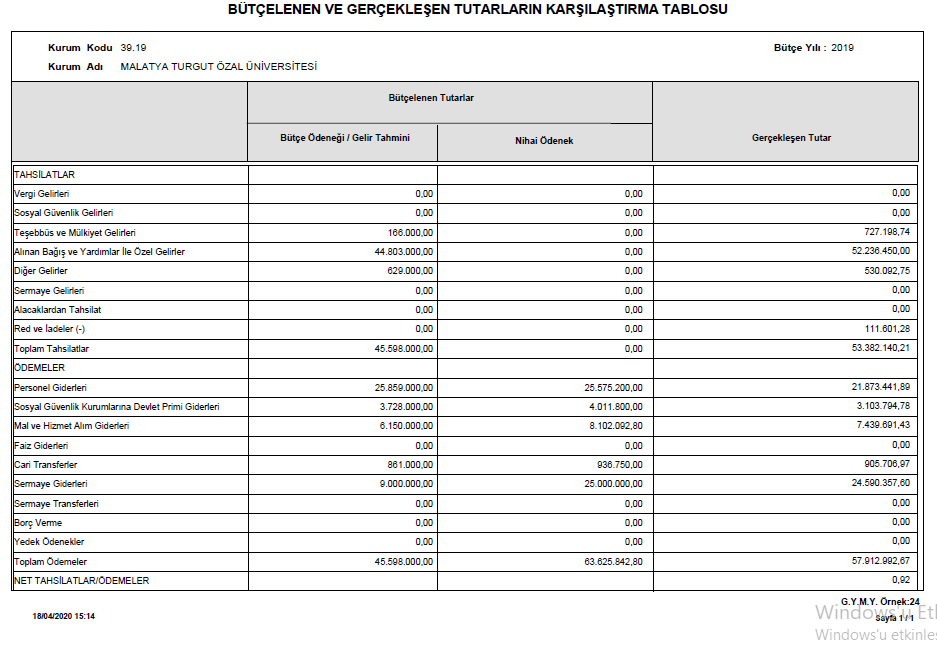 BÜTÇELENEN VE GERÇEKLEŞEN TUTARLARIN KARŞILAŞTIRMA TABLOSU
Kurum Kodu 39.19 Bütçe Yılı : 2019
Kurum Adı MALATYA TURGUT ÖZAL ÜNİVERSİTESİ
Bütçelenen Tutarlar
Bütçe Ödeneği / Gelir Tahmini Nihai Ödenek Gerçekleşen Tutar
TAHSİLATLAR
Vergi Gelirleri 0,00 0,00 0,00
Sosyal Güvenlik Gelirleri 0,00 0,00 0,00
Teşebbüs ve Mülkiyet Gelirleri 166.000,00 0,00 727.198,74
Alınan Bağış ve Yardımlar İle Özel Gelirler 44.803.000,00 0,00 52.236.450,00
Diğer Gelirler 629.000,00 0,00 530.092,75
Sermaye Gelirleri 0,00 0,00 0,00
Alacaklardan Tahsilat 0,00 0,00 0,00
Red ve İadeler (-) 0,00 0,00 111.601,28
Toplam Tahsilatlar 45.598.000,00 0,00 53.382.140,21
ÖDEMELER
Personel Giderleri 25.859.000,00 25.575.200,00 21.873.441,89
Sosyal Güvenlik Kurumlarına Devlet Primi Giderleri 3.728.000,00 4.011.800,00 3.103.794,78
Mal ve Hizmet Alım Giderleri 6.150.000,00 8.102.092,80 7.439.691,43
Faiz Giderleri 0,00 0,00 0,00
Cari Transferler 861.000,00 936.750,00 905.706,97
Sermaye Giderleri 9.000.000,00 25.000.000,00 24.590.357,60
Sermaye Transferleri 0,00 0,00 0,00
Borç Verme 0,00 0,00 0,00
Yedek Ödenekler 0,00 0,00 0,00
Toplam Ödemeler 45.598.000,00 63.625.842,80 57.912.992,67
NET TAHSİLATLAR/ÖDEMELER 0,92
G.Y.M.Y. Örnek:24
18/04/2020 15:14 Sayfa 1 / 1
Windows'u Etk
Windows'u etkinleş